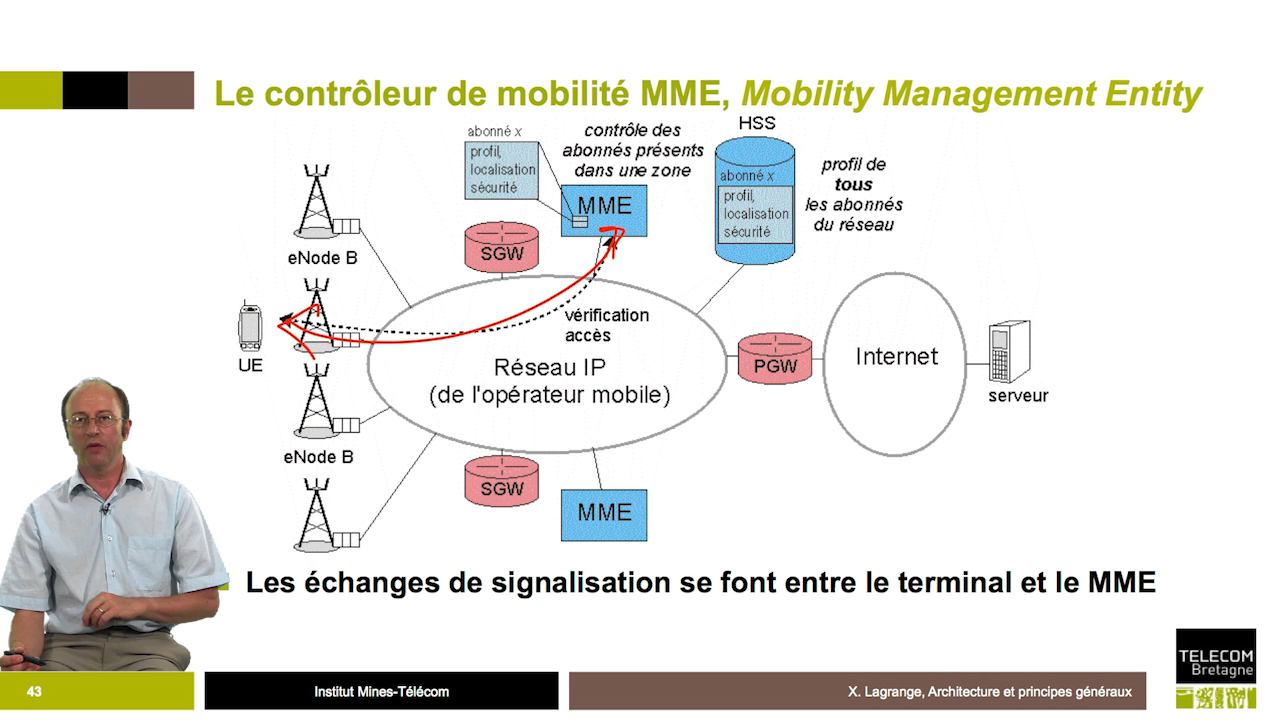 Le contrôleur de mobilité MME, Mobility Management Entity
abonné x
profil,
localisation
sécurité
contrôle des
abonnés présents
dans une zone
MME
HSS
abonné x
profil,
localisation
sécurité
profil de
tous
les abonnés
du réseau
eNode B
SGW
UE
vérification
accès
Réseau IP
(de l'opérateur mobile)
PGW
Internet
serveur
eNode B
SGW
MME
Les échanges de signalisation se font entre le terminal et le MME
43
Institut Mines-Télécom
X. Lagrange, Architecture et principes généraux
TELECOM
Bretagne